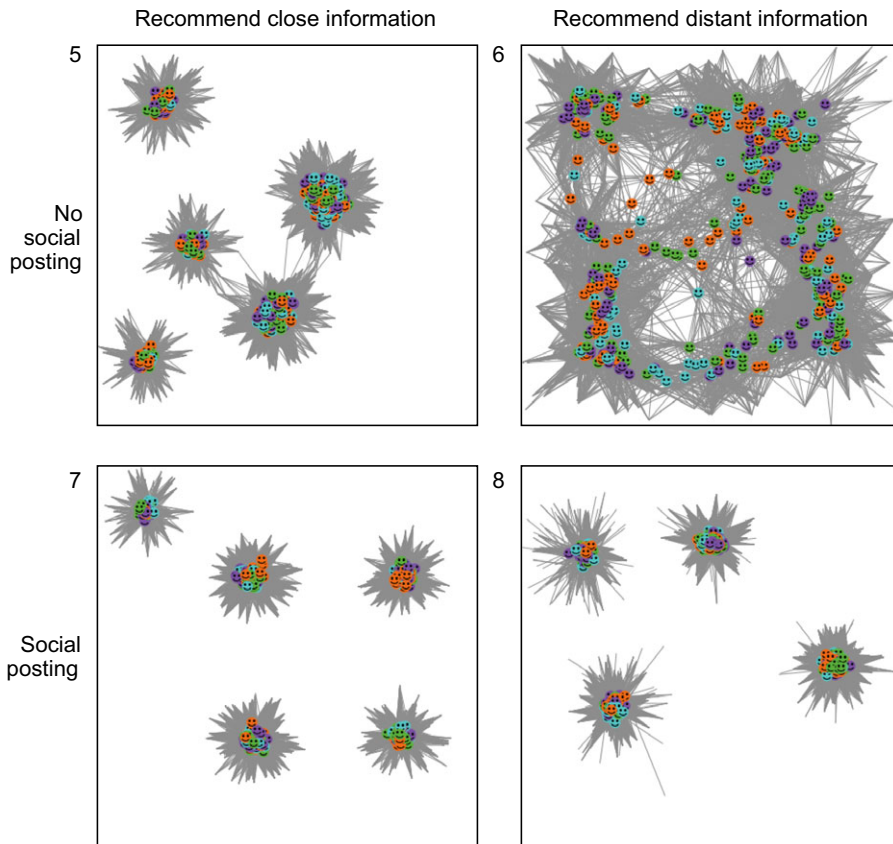 Recommend close information
Recommend distant information
5
6
No
social
posting
7
8
Social
posting